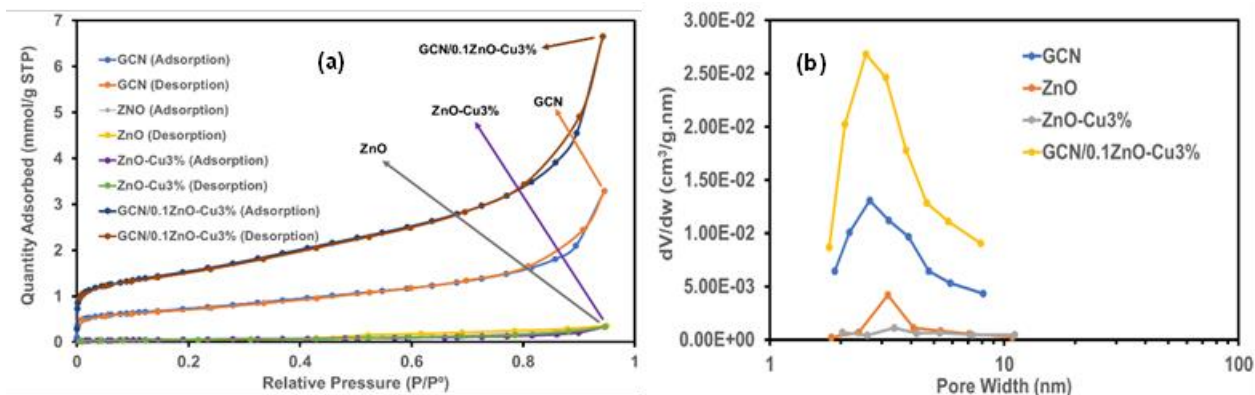 (a)
Quantity Adsorbed (mmol/g STP)
7
6
5
4
3
2
1
0
GCN (Adsorption)
GCN (Desorption)
ZNO (Adsorption)
ZnO (Desorption)
ZnO-Cu3% (Adsorption)
ZnO-Cu3% (Desorption)
GCN/0.1ZnO-Cu3% (Adsorption)
GCN/0.1ZnO-Cu3% (Desorption)
GCN/0.1ZnO-Cu3%
ZnO-Cu3%
GCN
ZnO
0 0.2 0.4 0.6 0.8 1
Relative Pressure (P/Pº)
(b)
dV/dw (cm³/g.nm)
3.00E-02
2.50E-02
2.00E-02
1.50E-02
1.00E-02
5.00E-03
0.00E+00
GCN
ZnO
ZnO-Cu3%
GCN/0.1ZnO-Cu3%
1 10 100
Pore Width (nm)